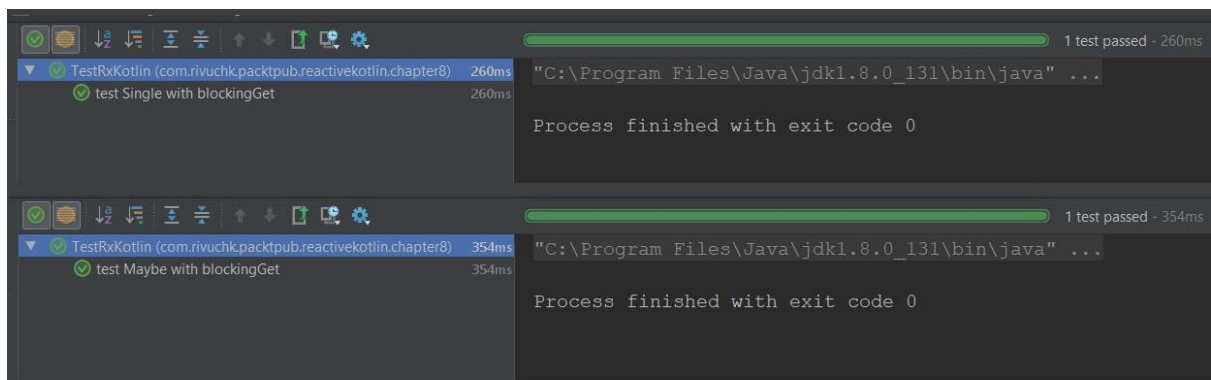 1 test passed - 260ms
TestRxKotlin (com.rivuchk.packtpub.reactivekotlin.chapter8) 260ms
test Single with blockingGet 260ms
"C:\Program Files\Java\jdk1.8.0_131\bin\java" ...
Process finished with exit code 0
1 test passed - 354ms
TestRxKotlin (com.rivuchk.packtpub.reactivekotlin.chapter8) 354ms
test Maybe with blockingGet 354ms
"C:\Program Files\Java\jdk1.8.0_131\bin\java" ...
Process finished with exit code 0